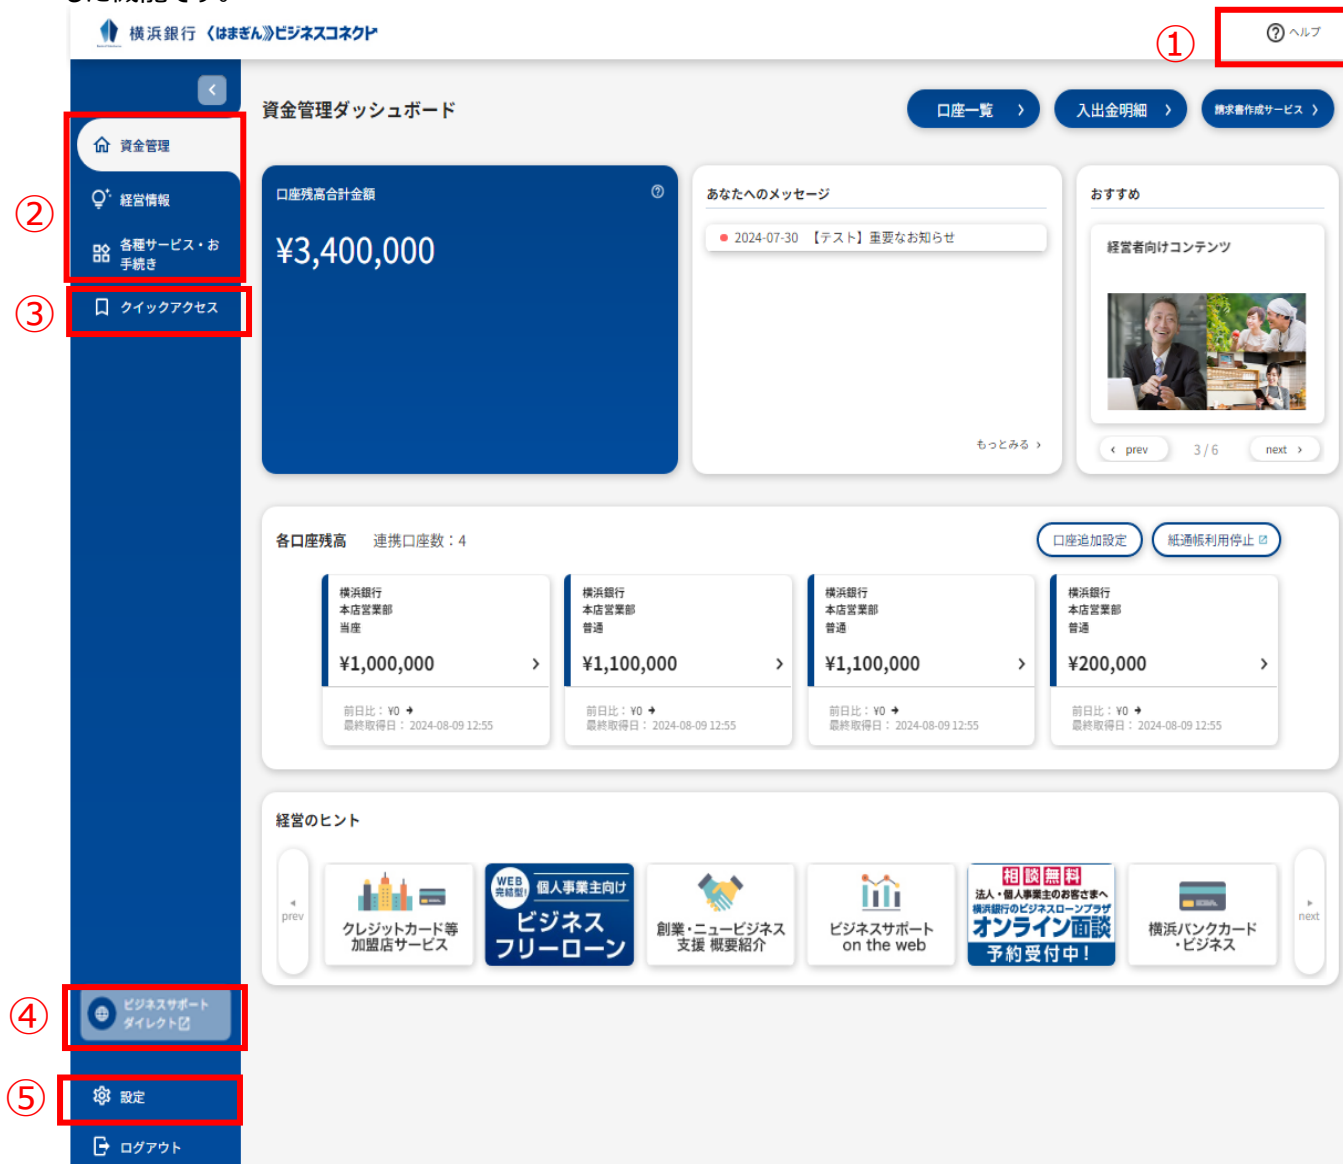 した機能です。
横浜銀行 〈はまぎん》ビジネスコネクト
① ? ヘルプ
資金管理ダッシュボード
口座一覧 >
入出金明細 >
請求書作成サービス >
②
資金管理
経営情報
各種サービス・お
手続き
③
クイックアクセス
口座残高合計金額 ?
¥3,400,000
あなたへのメッセージ
2024-07-30 【テスト】重要なお知らせ
もっとみる >
おすすめ
経営者向けコンテンツ
< prev 3 / 6 next >
各口座残高 連携口座数：4
口座追加設定
紙通帳利用停止
横浜銀行
本店営業部
当座
¥1,000,000 >
前日比： ¥0 →
最終取得日： 2024-08-09 12:55
横浜銀行
本店営業部
普通
¥1,100,000 >
前日比： ¥0 →
最終取得日： 2024-08-09 12:55
横浜銀行
本店営業部
普通
¥1,100,000 >
前日比： ¥0 →
最終取得日： 2024-08-09 12:55
横浜銀行
本店営業部
普通
¥200,000 >
前日比： ¥0 →
最終取得日： 2024-08-09 12:55
経営のヒント
prev
クレジットカード等
加盟店サービス
WEB
完結型!
個人事業主向け
ビジネス
フリーローン
創業・ニュービジネス
支援 概要紹介
ビジネスサポート
on the web
相談無料
法人・個人事業主のお客さまへ
横浜銀行のビジネスローンプラザ
オンライン面談
予約受付中！
横浜バンクカード
・ビジネス
next
④
ビジネスサポート
ダイレクト
⑤
設定
ログアウト